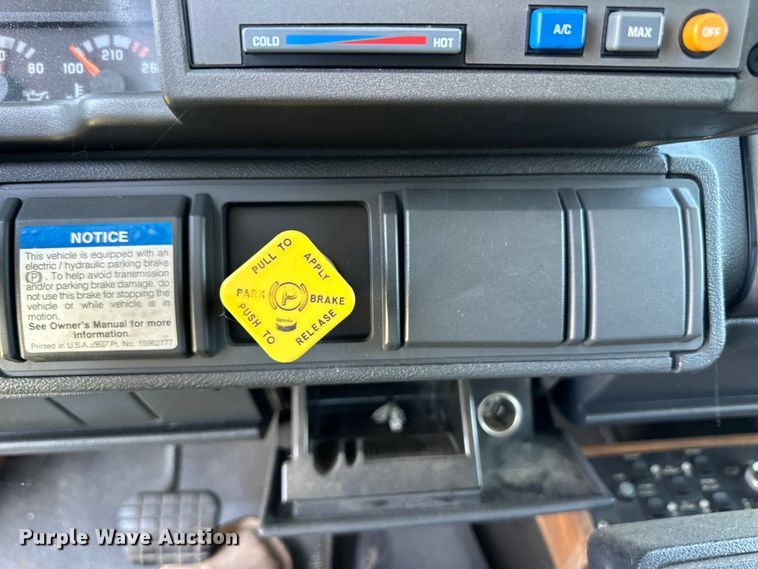 80 100 210 260
COLD HOT
A/C
MAX
OFF
NOTICE
This vehicle is equipped with an
electric / hydraulic parking brake
(P). To help avoid transmission
and/or parking brake damage, do
not use this brake for stopping the
vehicle or while vehicle is in
motion.
See Owner's Manual for more
information.
Printed in U.S.A. Pt. No. 15962777
PULL TO APPLY
PARK BRAKE
PUSH TO RELEASE
Purple Wave Auction